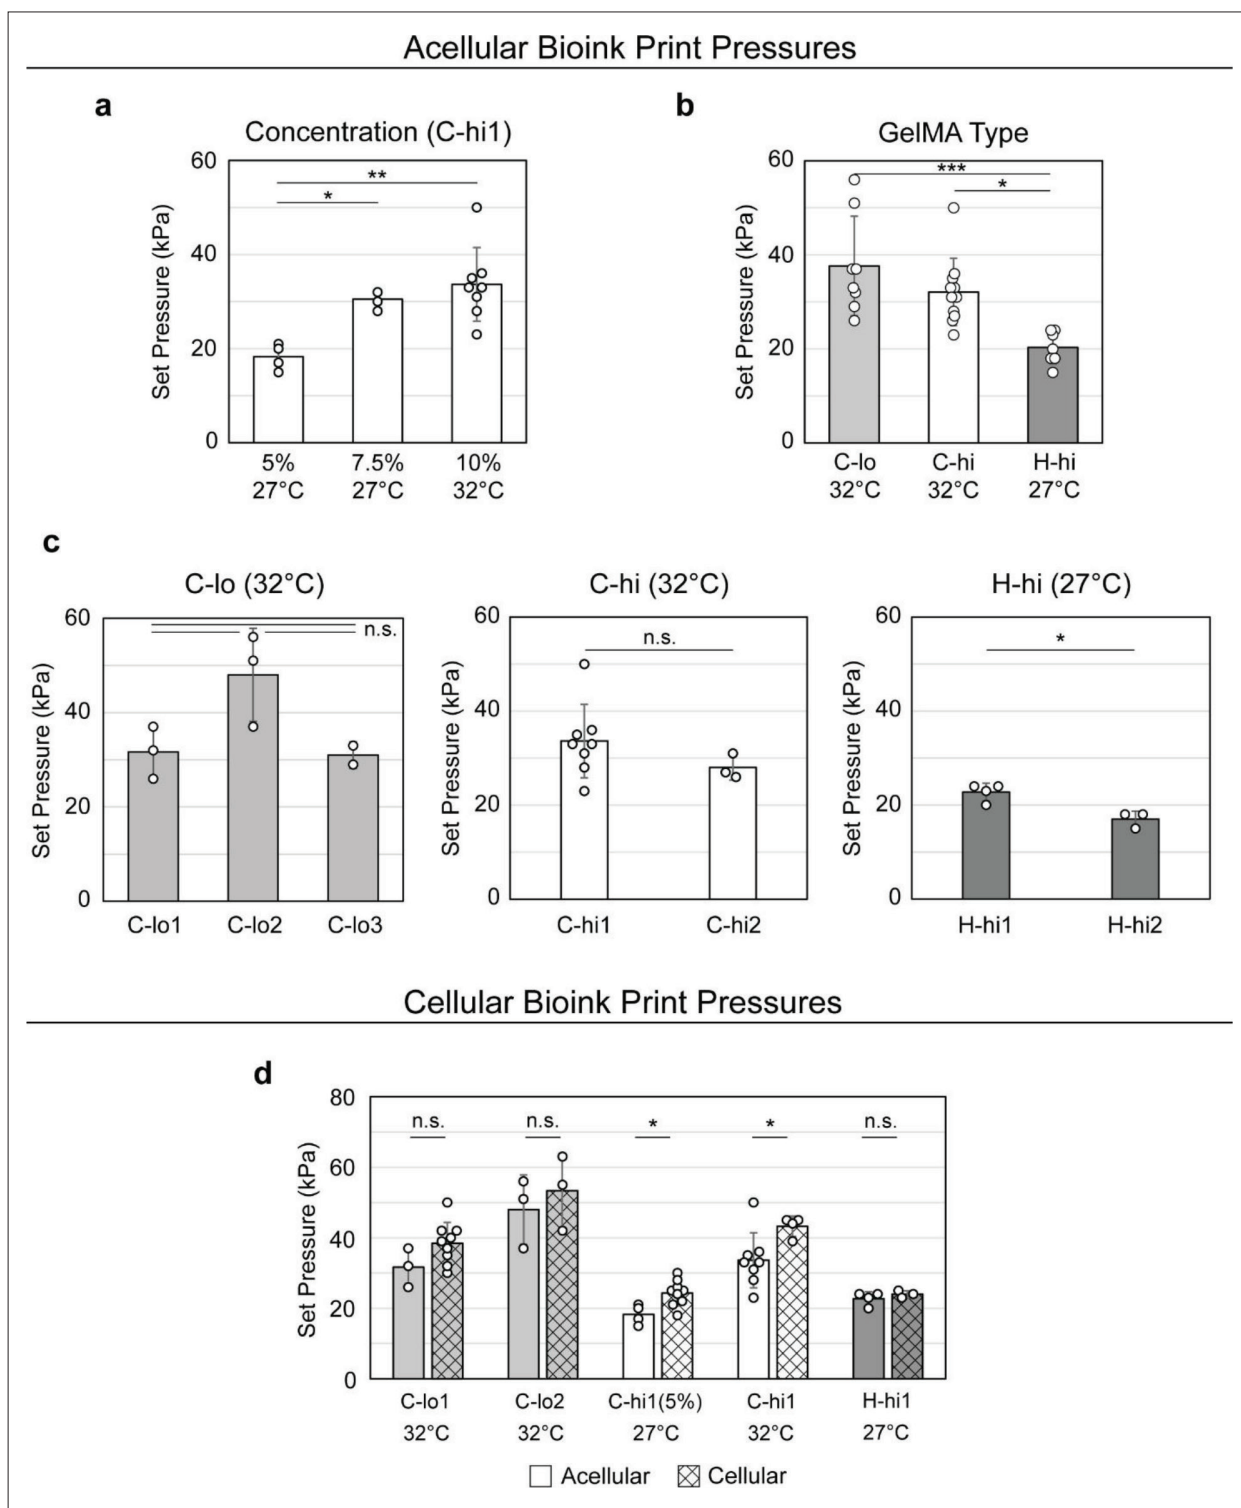 Acellular Bioink Print Pressures
a
Concentration (C-hi1)
Set Pressure (kPa)
60
40
20
0
**
*
5%
7.5%
10%
27°C
27°C
32°C
b
GelMA Type
Set Pressure (kPa)
60
40
20
0
***
*
C-lo
C-hi
H-hi
32°C
32°C
27°C
c
C-lo (32°C)
Set Pressure (kPa)
60
40
20
0
n.s.
C-lo1
C-lo2
C-lo3
C-hi (32°C)
Set Pressure (kPa)
60
40
20
0
n.s.
C-hi1
C-hi2
H-hi (27°C)
Set Pressure (kPa)
60
40
20
0
*
H-hi1
H-hi2
Cellular Bioink Print Pressures
d
Set Pressure (kPa)
80
60
40
20
0
n.s.
n.s.
*
*
n.s.
C-lo1
C-lo2
C-hi1(5%)
C-hi1
H-hi1
32°C
32°C
27°C
32°C
27°C
Acellular
Cellular